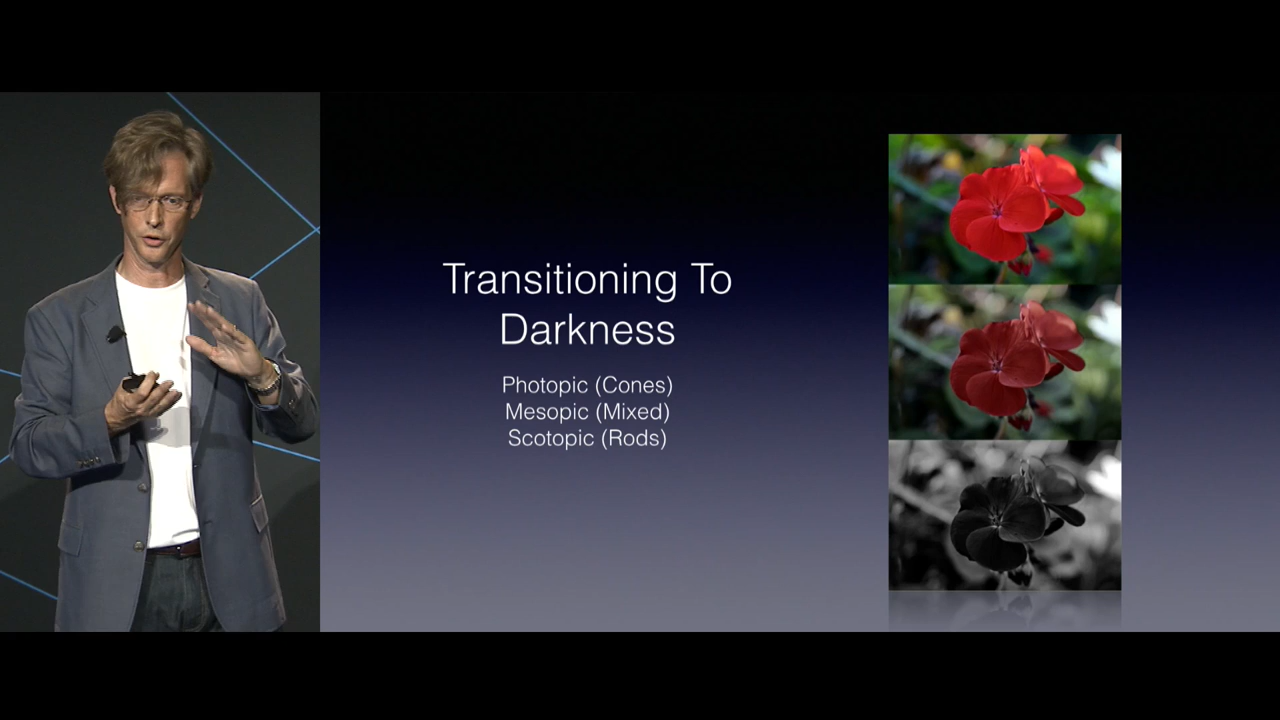 Transitioning To
Darkness
Photopic (Cones)
Mesopic (Mixed)
Scotopic (Rods)